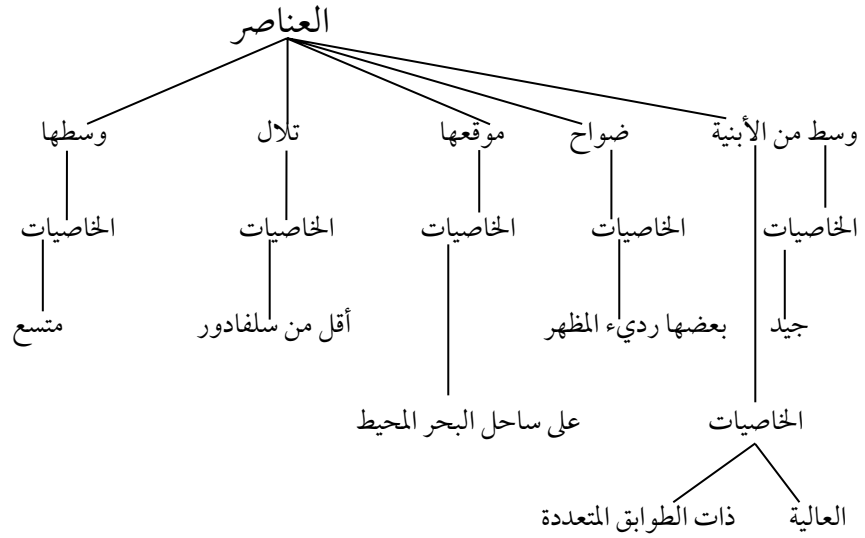 العناصر
وسط من الأبنية ضواح موقعها تلال وسطها
الخاصيات الخاصيات الخاصيات الخاصيات الخاصيات
جيد بعضها رديء المظهر أقل من سلفادور متسع
الخاصيات على ساحل البحر المحيط
العالية ذات الطوابق المتعددة